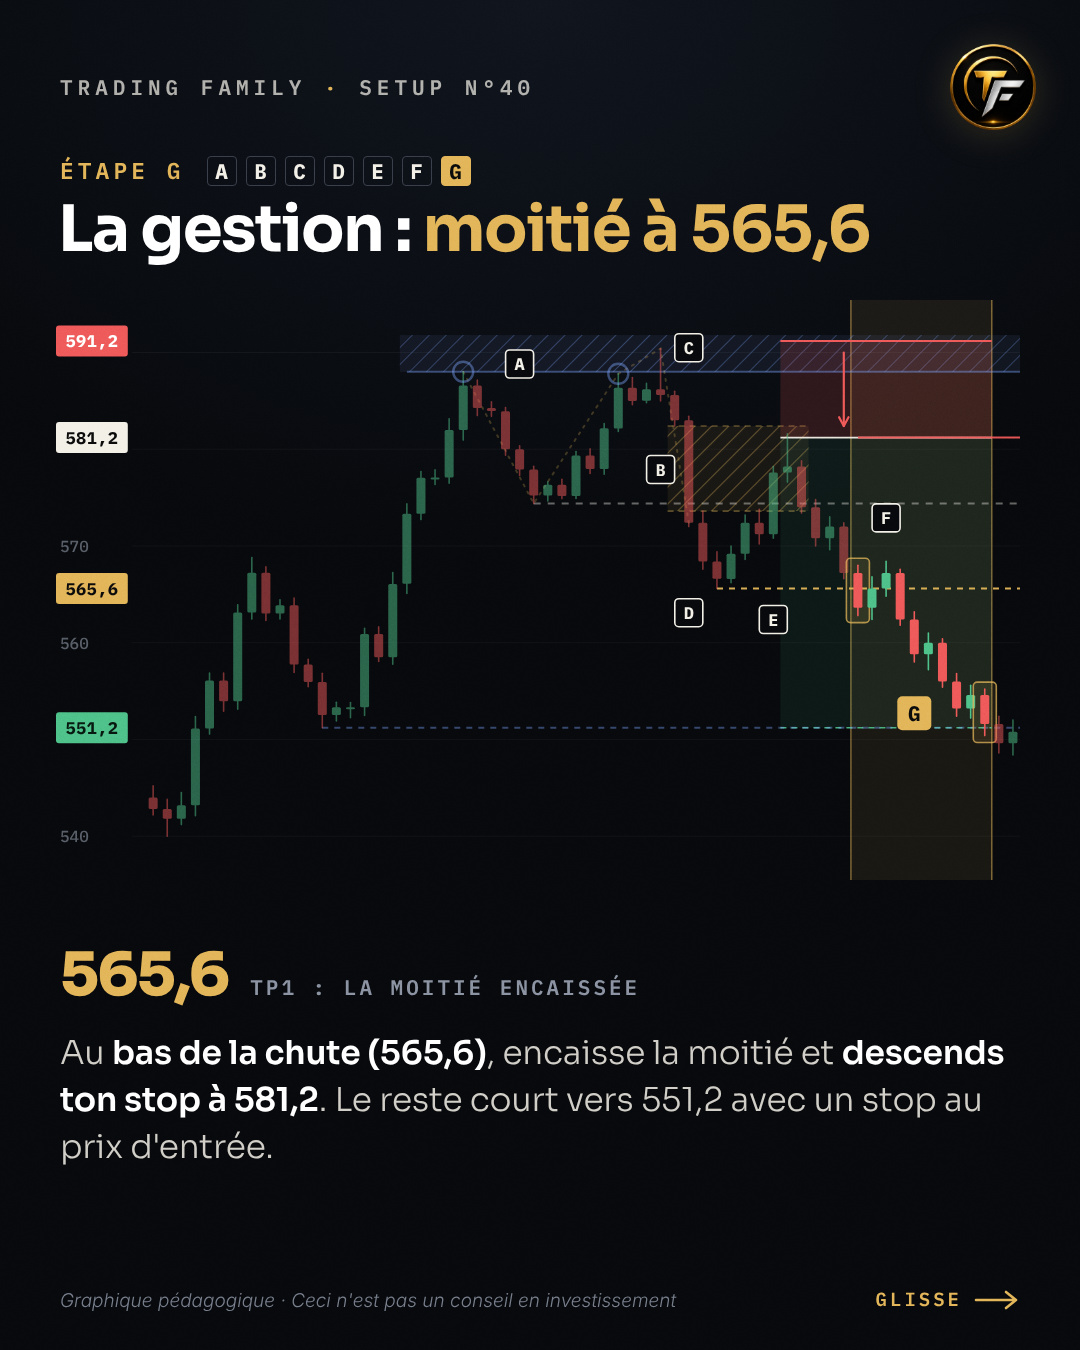 TRADING FAMILY · SETUP N°40
TF
ÉTAPE G A B C D E F G
La gestion : moitié à 565,6
591,2
C
A
581,2
B
F
570
565,6
D
E
560
G
551,2
540
565,6 TP1 : LA MOITIÉ ENCAISSÉE
Au bas de la chute (565,6), encaisse la moitié et descends
ton stop à 581,2. Le reste court vers 551,2 avec un stop au
prix d'entrée.
Graphique pédagogique · Ceci n'est pas un conseil en investissement
GLISSE →